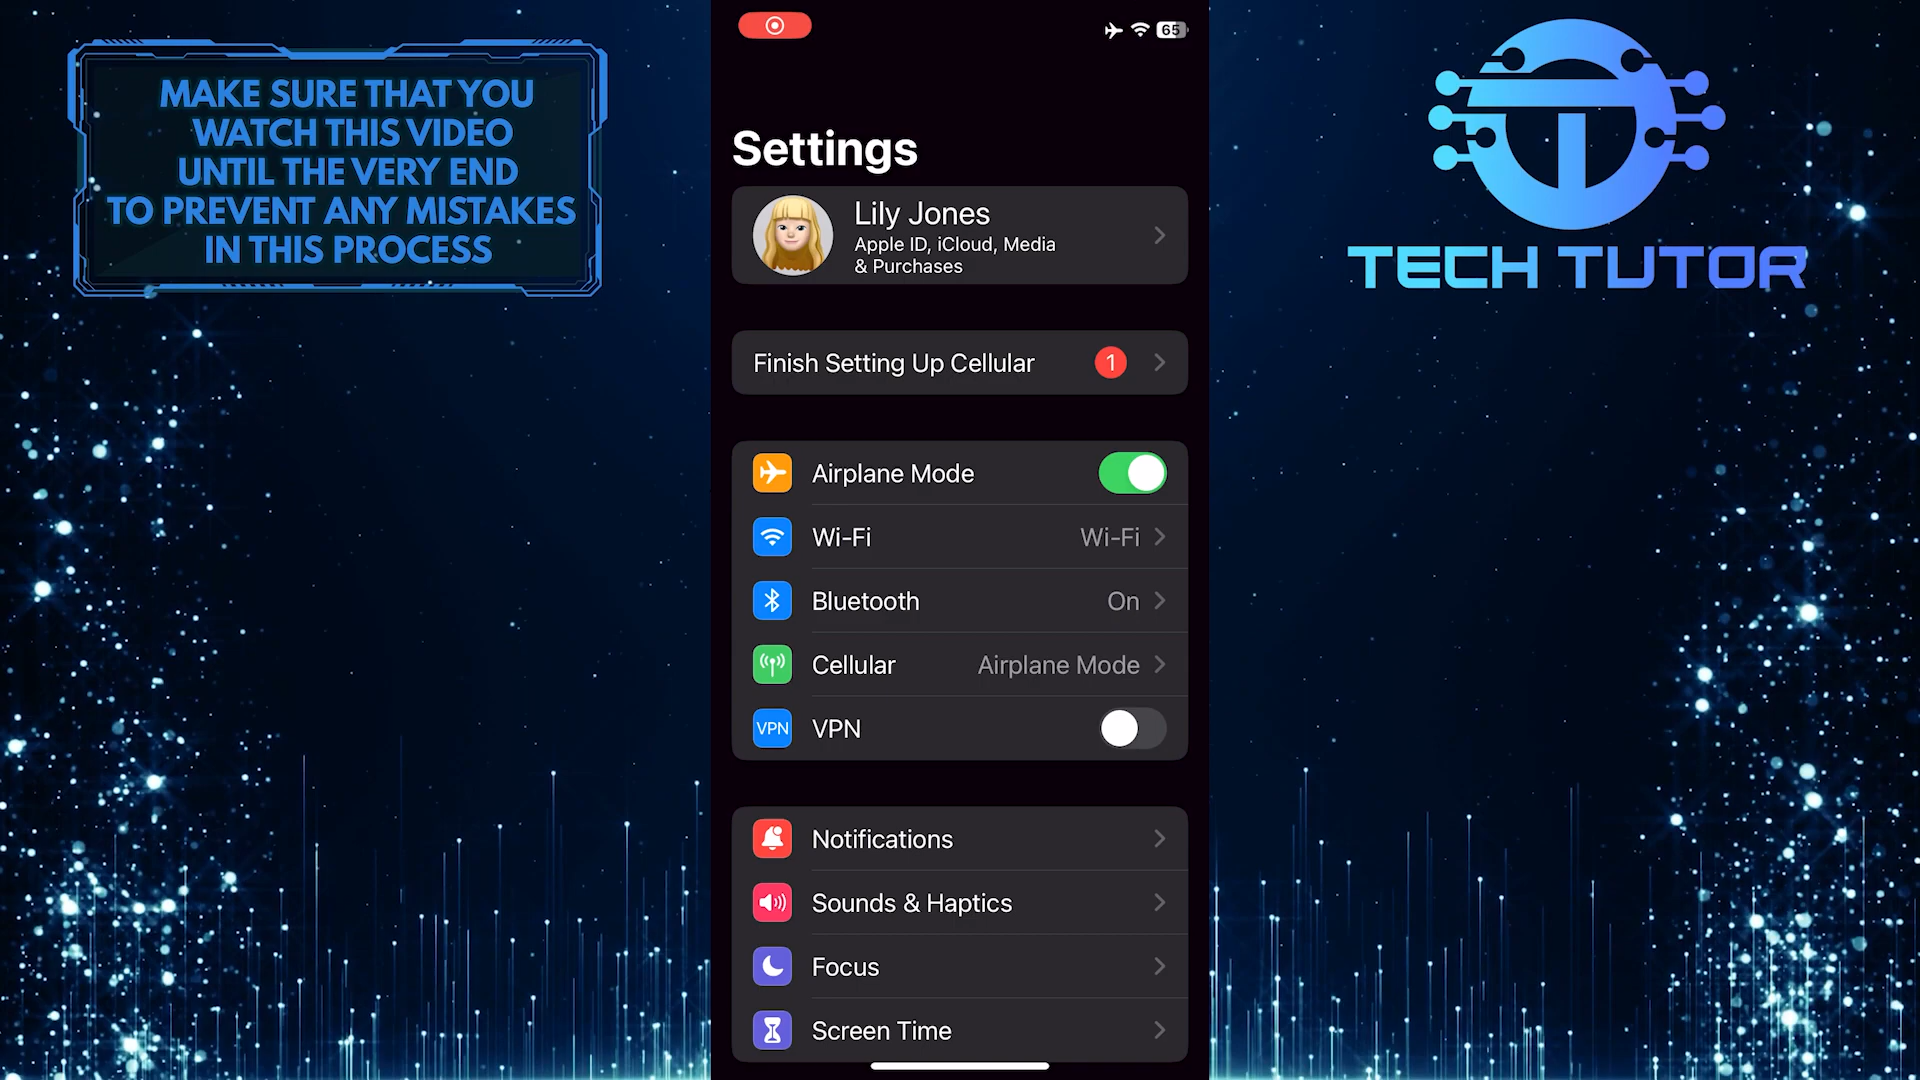 MAKE SURE THAT YOU
WATCH THIS VIDEO
UNTIL THE VERY END
TO PREVENT ANY MISTAKES
IN THIS PROCESS
65
Settings
Lily Jones
Apple ID, iCloud, Media
& Purchases
Finish Setting Up Cellular 1
Airplane Mode
Wi-Fi Wi-Fi
Bluetooth On
Cellular Airplane Mode
VPN VPN
Notifications
Sounds & Haptics
Focus
Screen Time
TECH TUTOR